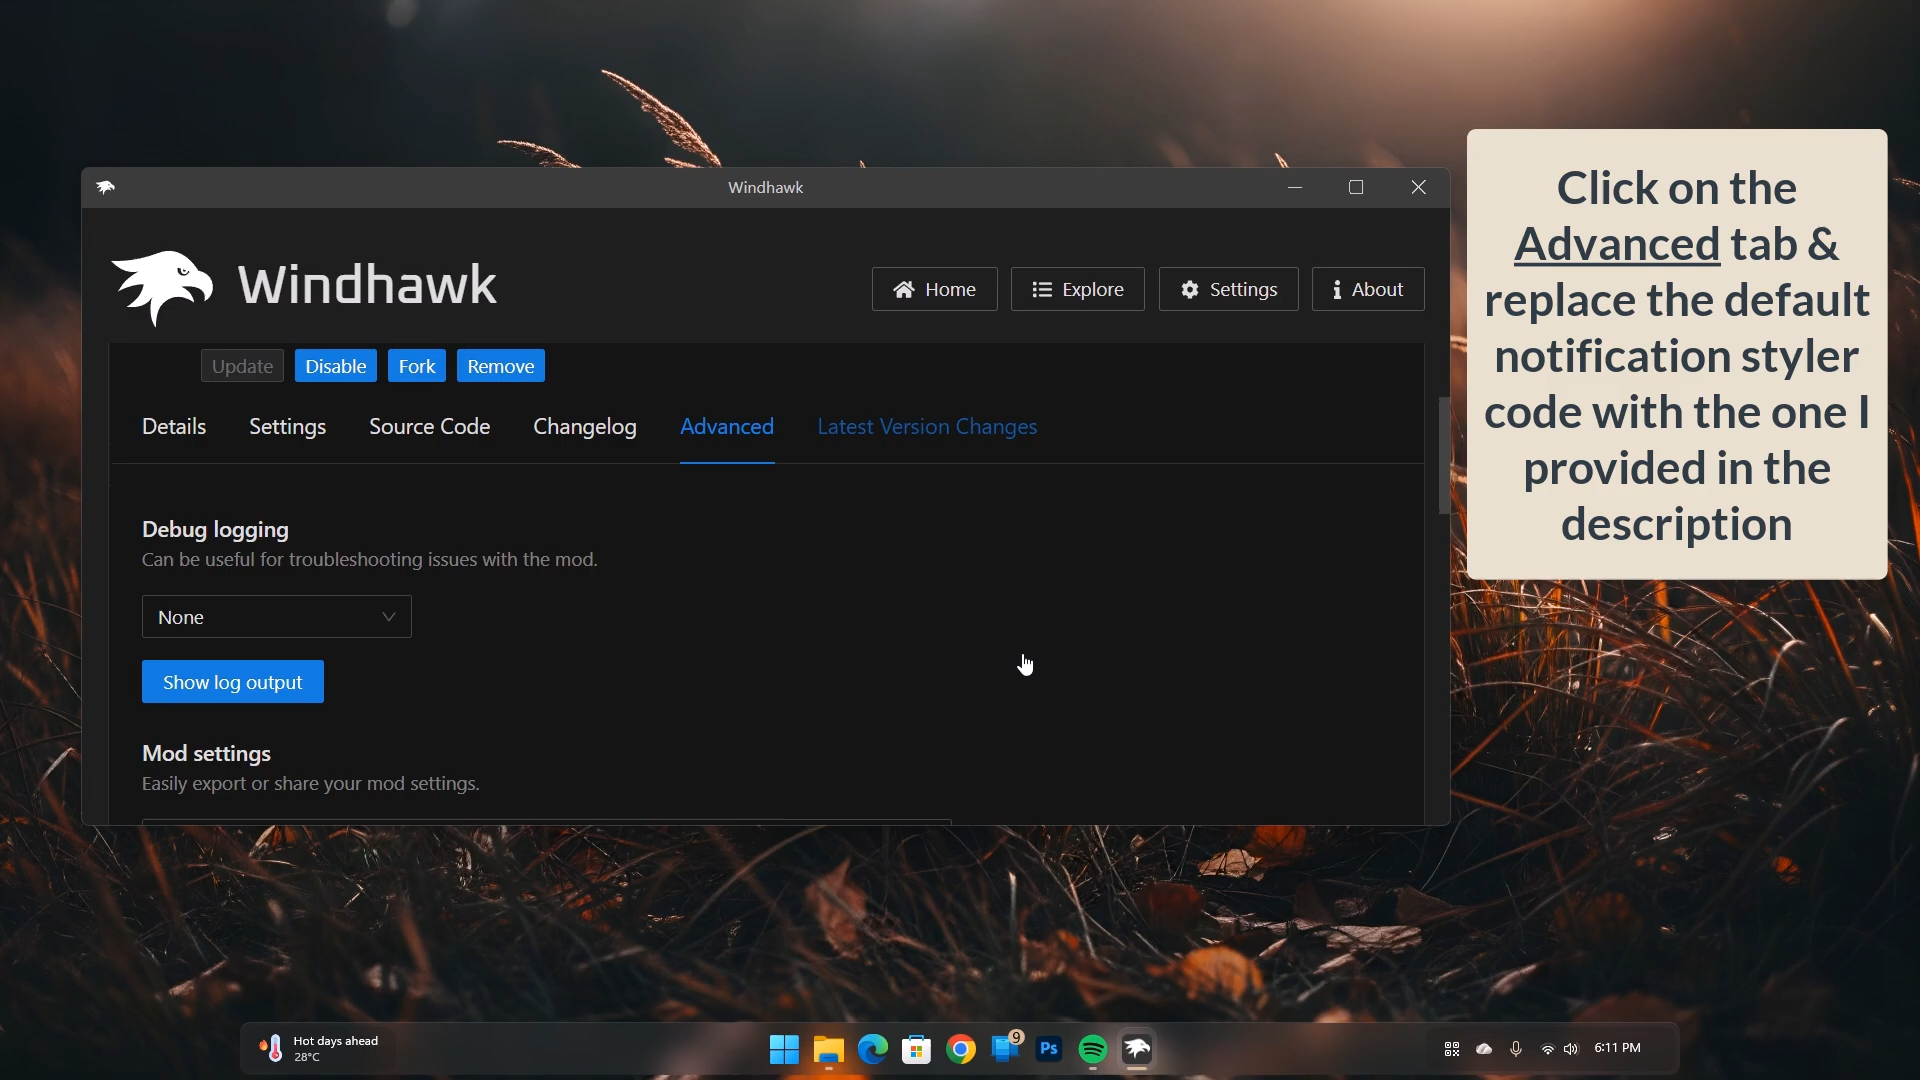 Windhawk
Windhawk
Home
Explore
Settings
About
Update
Disable
Fork
Remove
Details
Settings
Source Code
Changelog
Advanced
Latest Version Changes
Debug logging
Can be useful for troubleshooting issues with the mod.
None
Show log output
Mod settings
Easily export or share your mod settings.
Click on the
Advanced tab &
replace the default
notification styler
code with the one I
provided in the
description
Hot days ahead
28°C
9
Ps
6:11 PM